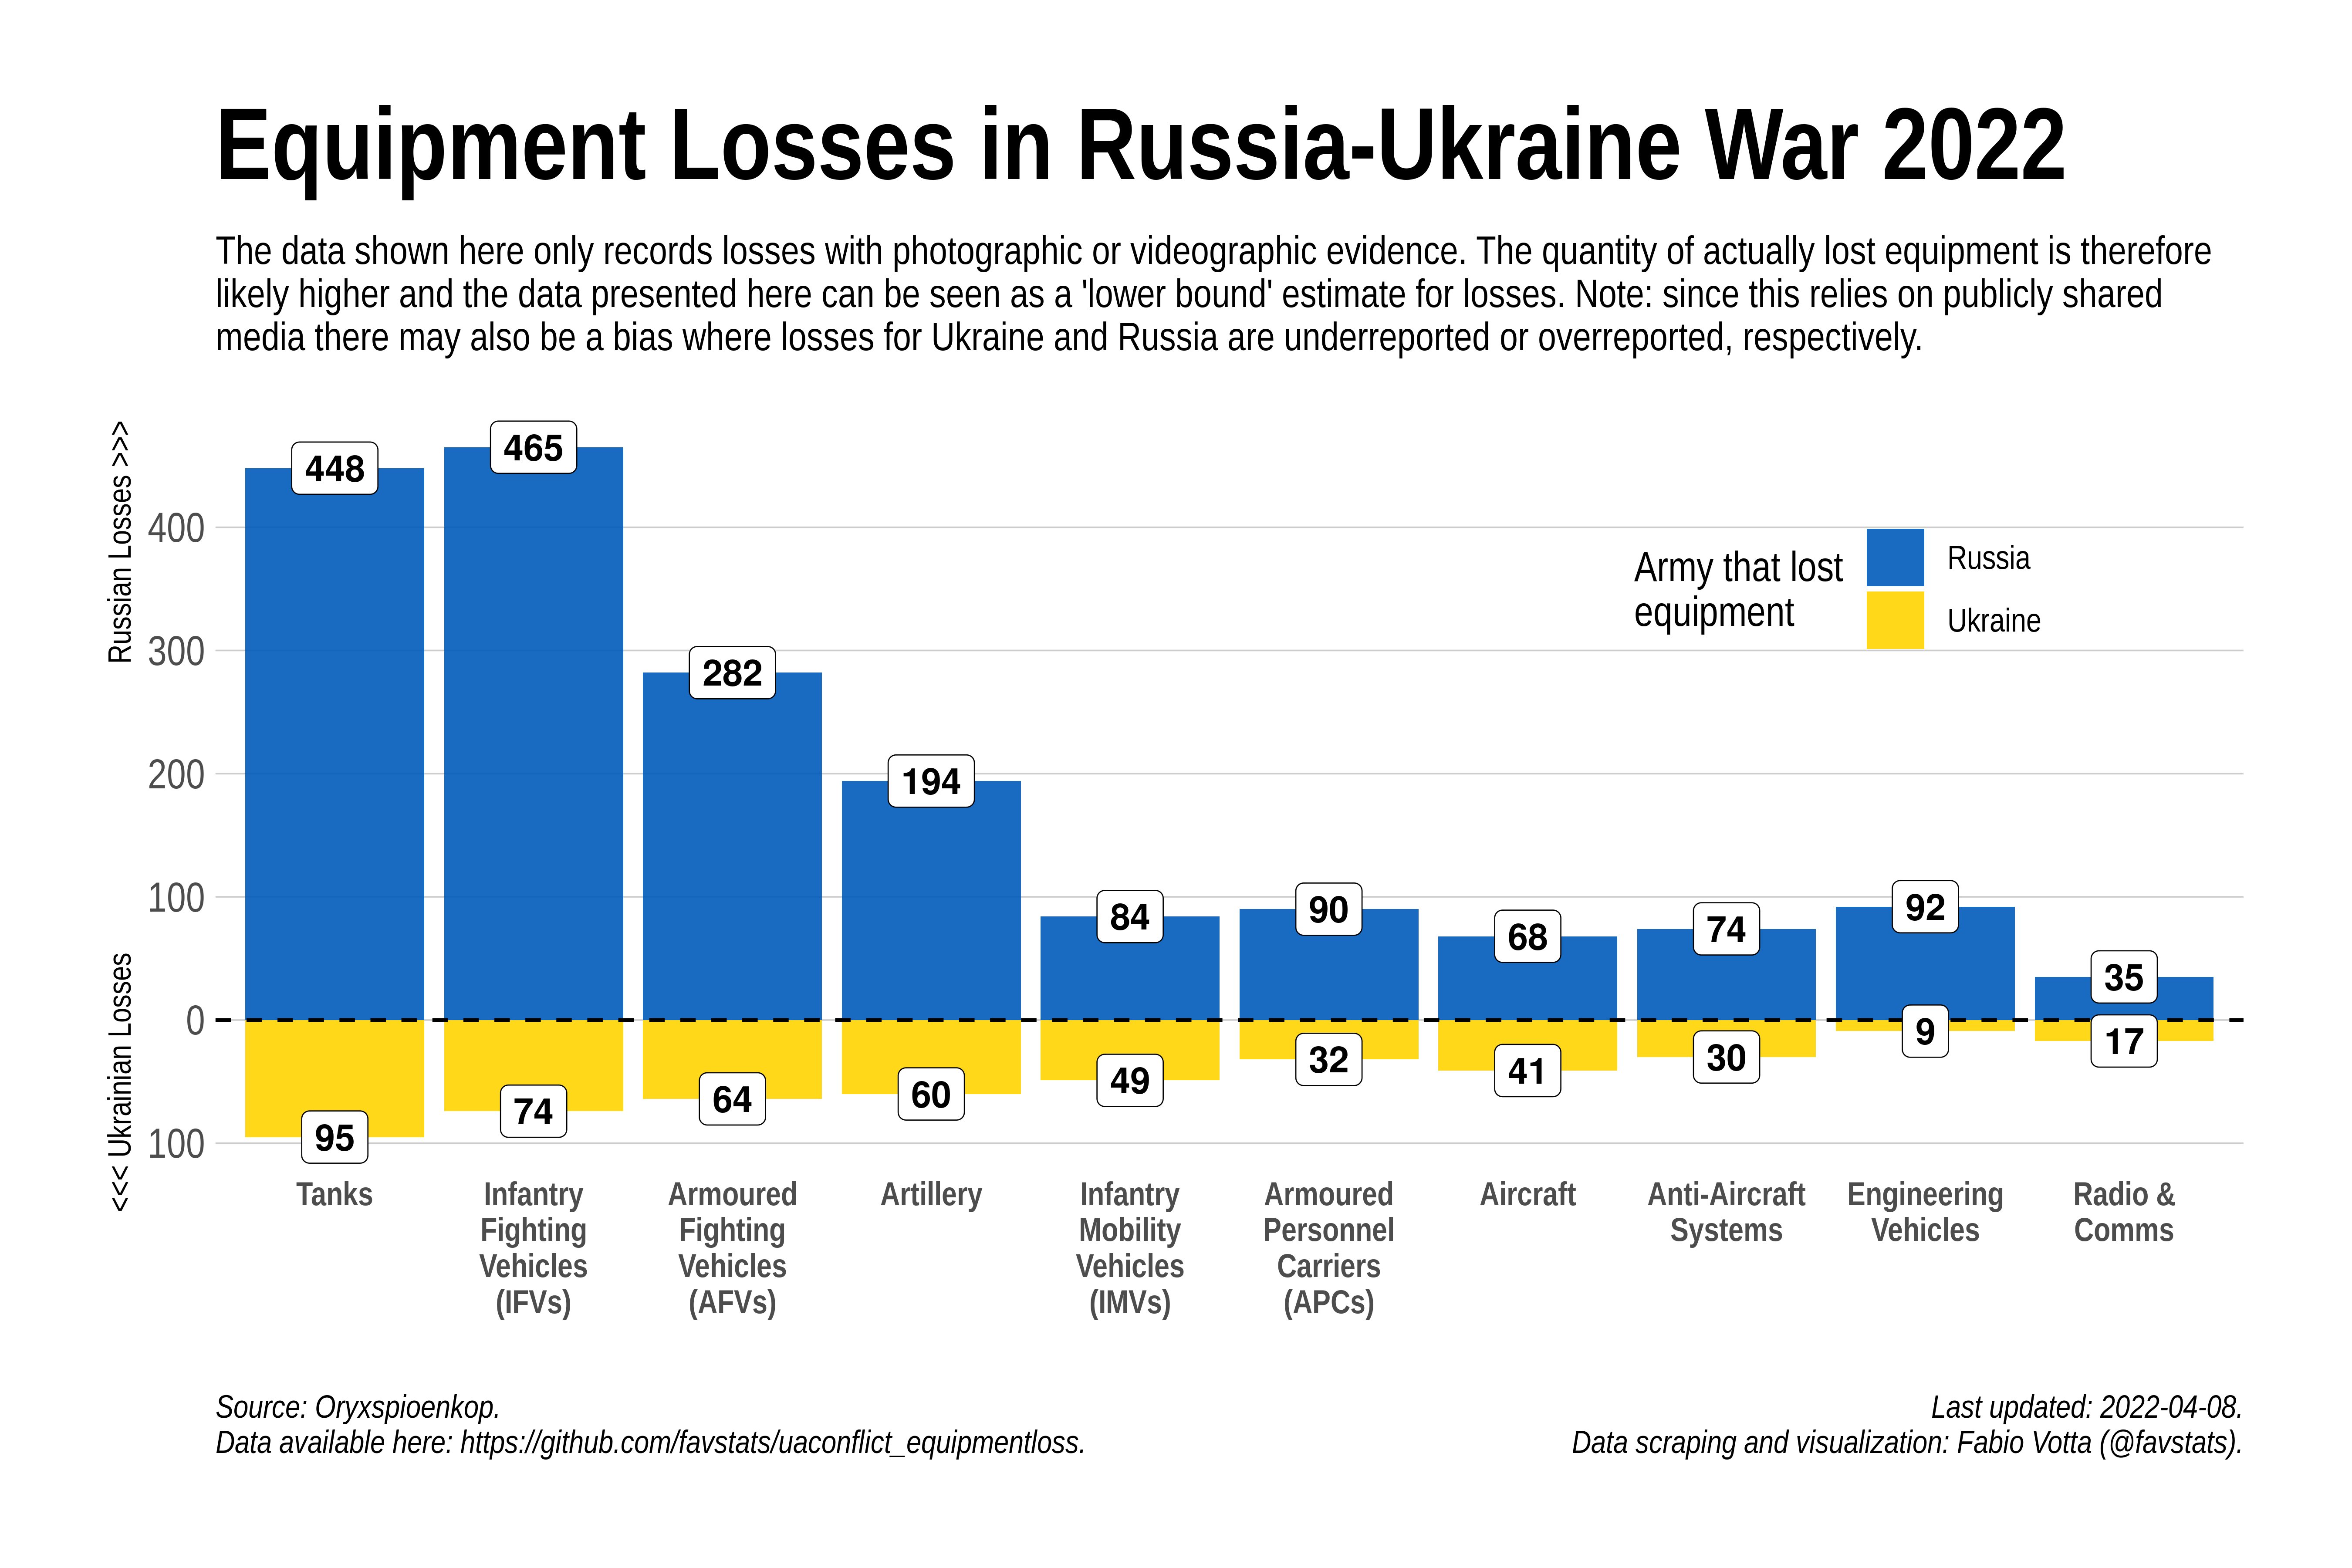 Equipment Losses in Russia-Ukraine War 2022
The data shown here only records losses with photographic or videographic evidence. The quantity of actually lost equipment is therefore
likely higher and the data presented here can be seen as a 'lower bound' estimate for losses. Note: since this relies on publicly shared
media there may also be a bias where losses for Ukraine and Russia are underreported or overreported, respectively.
Russian Losses >>>
<<< Ukrainian Losses
400
300
200
100
0
100
Army that lost
equipment
Russia
Ukraine
448
465
282
194
84
90
68
74
92
35
95
74
64
60
49
32
41
30
9
17
Tanks
Infantry
Fighting
Vehicles
(IFVs)
Armoured
Fighting
Vehicles
(AFVs)
Artillery
Infantry
Mobility
Vehicles
(IMVs)
Armoured
Personnel
Carriers
(APCs)
Aircraft
Anti-Aircraft
Systems
Engineering
Vehicles
Radio &
Comms
Source: Oryxspioenkop.
Data available here: https://github.com/favstats/uaconflict_equipmentloss.
Last updated: 2022-04-08.
Data scraping and visualization: Fabio Votta (@favstats).